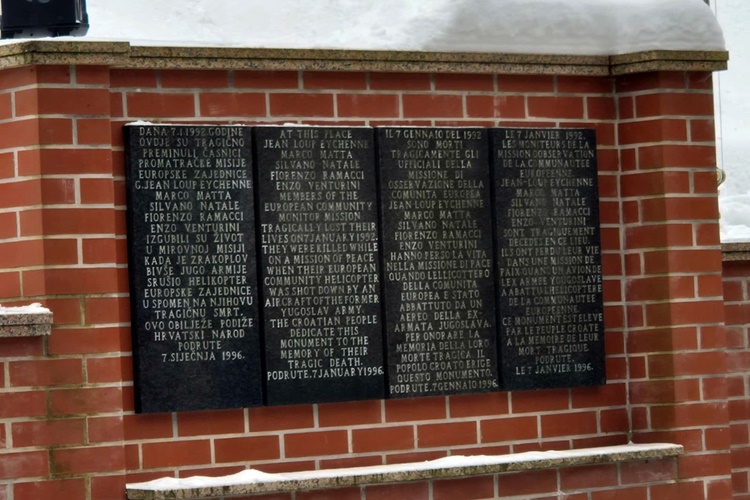 DANA 7.1.1992.GODINE
OVDJE SU TRAGIČNO
PREMINULI ČASNICI
PROMATRAČKE MISIJE
EUROPSKE ZAJEDNICE
G.JEAN LOUP EYCHENNE
MARCO MATTA
SILVANO NATALE
FIORENZO RAMACCI
ENZO VENTURINI
IZGUBILI SU ŽIVOT
U MIROVNOJ MISIJI
KADA JE ZRAKOPLOV
BIVŠE JUGO ARMIJE
SRUŠIO HELIKOPTER
EUROPSKE ZAJEDNICE
U SPOMEN NA NJIHOVU
TRAGIČNU SMRT.
OVO OBILJEŽJE PODIŽE
HRVATSKI NAROD
PODRUTE
7.SIJEČNJA 1996.
AT THIS PLACE
JEAN LOUP EYCHENNE
MARCO MATTA
SILVANO NATALE
FIORENZO RAMACCI
ENZO VENTURINI
MEMBERS OF THE
EUROPEAN COMMUNITY
MONITOR MISSION
TRAGICALLY LOST THEIR
LIVES ON 7 JANUARY 1992
THEY WERE KILLED WHILE
ON A MISSION OF PEACE
WHEN THEIR EUROPEAN
COMMUNITY HELICOPTER
WAS SHOT DOWN BY AN
AIRCRAFT OF THE FORMER
YUGOSLAV ARMY.
THE CROATIAN PEOPLE
DEDICATE THIS
MONUMENT TO THE
MEMORY OF THEIR
TRAGIC DEATH.
PODRUTE,7 JANUARY 1996.
IL 7 GENNAIO DEL 1992
SONO MORTI
TRAGICAMENTE GLI
UFFICIALI DELLA
MISSIONE DI
OSSERVAZIONE DELLA
COMUNITA EUROPEA
JEAN LOUP EYCHENNE
MARCO MATTA
SILVANO NATALE
FIORENZO RAMACCI
ENZO VENTURINI
HANNO PERSO LA VITA
NELLA MISSIONE DI PACE
QUANDO L'ELICOTTERO
DELLA COMUNITA
EUROPEA E STATO
ABBATTUTO DA UN
AEREO DELLA EX
ARMATA JUGOSLAVA.
PER ONORARE LA
MEMORIA DELLA LORO
MORTE TRAGICA, IL
POPOLO CROATO ERIGE
QUESTO MONUMENTO.
PODRUTE,7 GENNAIO 1996
LE 7 JANVIER 1992,
LES MONITEURS DE LA
MISSION D'OBSERVATION
DE LA COMMUNAUTEE
EUROPEENNE,
JEAN-LOUP EYCHENNE
MARCO MATTA
SILVANO NATALE
FIORENZO RAMACCI
ENZO VENTURINI
SONT TRAGIQUEMENT
DECEDES EN CE LIEU.
ILS ONT PERDU LEUR VIE
DANS UNE MISSION DE
PAIX QUAND UN AVION DE
L'EX ARMEE YOUGOSLAVE
A ABATTU L'HELICOPTERE
DE LA COMMUNAUTEE
EUROPEENNE.
CE MONUMENT EST ELEVE
PAR LE PEUPLE CROATE
A LA MEMOIRE DE LEUR
MORT TRAGIQUE.
PODRUTE,
LE 7 JANVIER 1996.